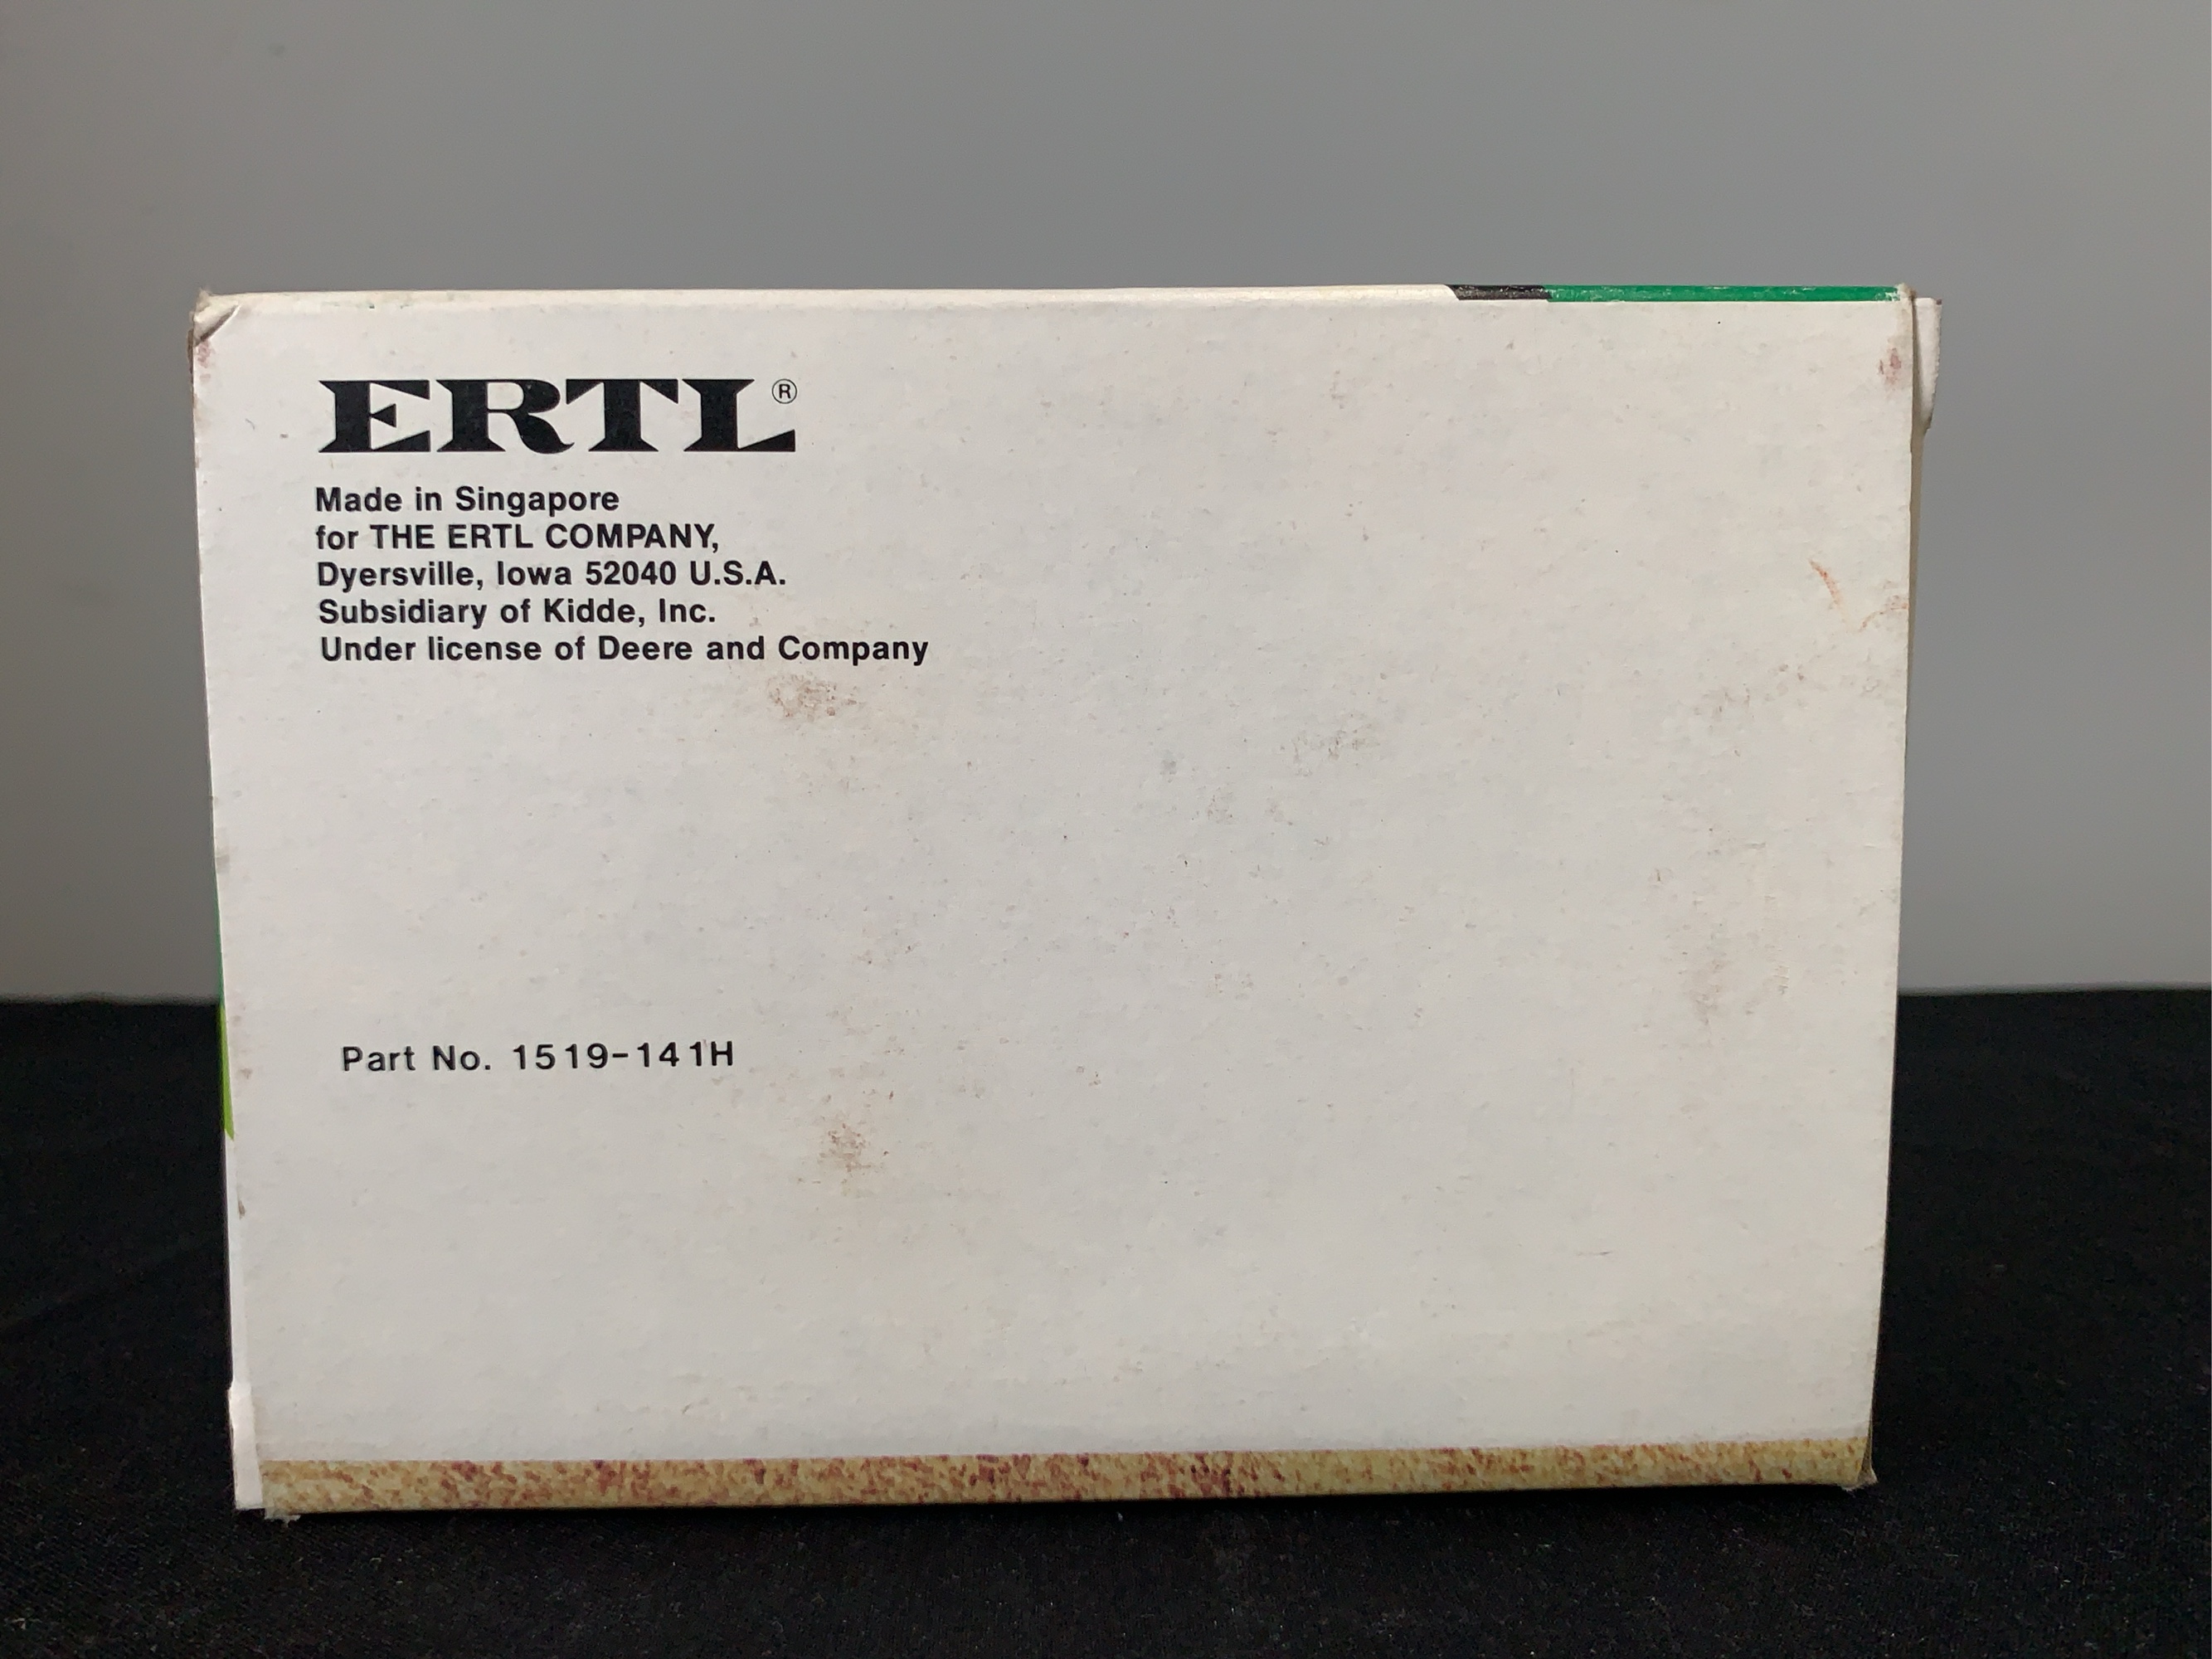 ERTL®
Made in Singapore
for THE ERTL COMPANY,
Dyersville, Iowa 52040 U.S.A.
Subsidiary of Kidde, Inc.
Under license of Deere and Company
Part No. 1519-141H